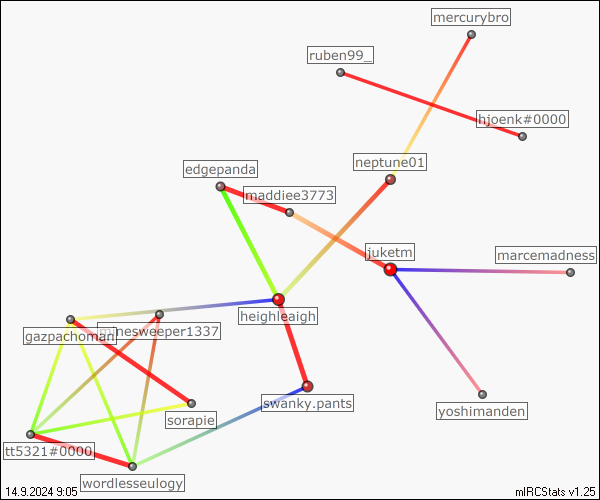 mercurybro
ruben99_
hjoenk#0000
neptune01
edgepanda
maddiee3773
juketm
marcemadness
heighleaigh
gazpachoman
minesweeper1337
swanky.pants
yoshimanden
sorapie
tt5321#0000
wordlesseulogy
14.9.2024 9:05
mIRCStats v1.25